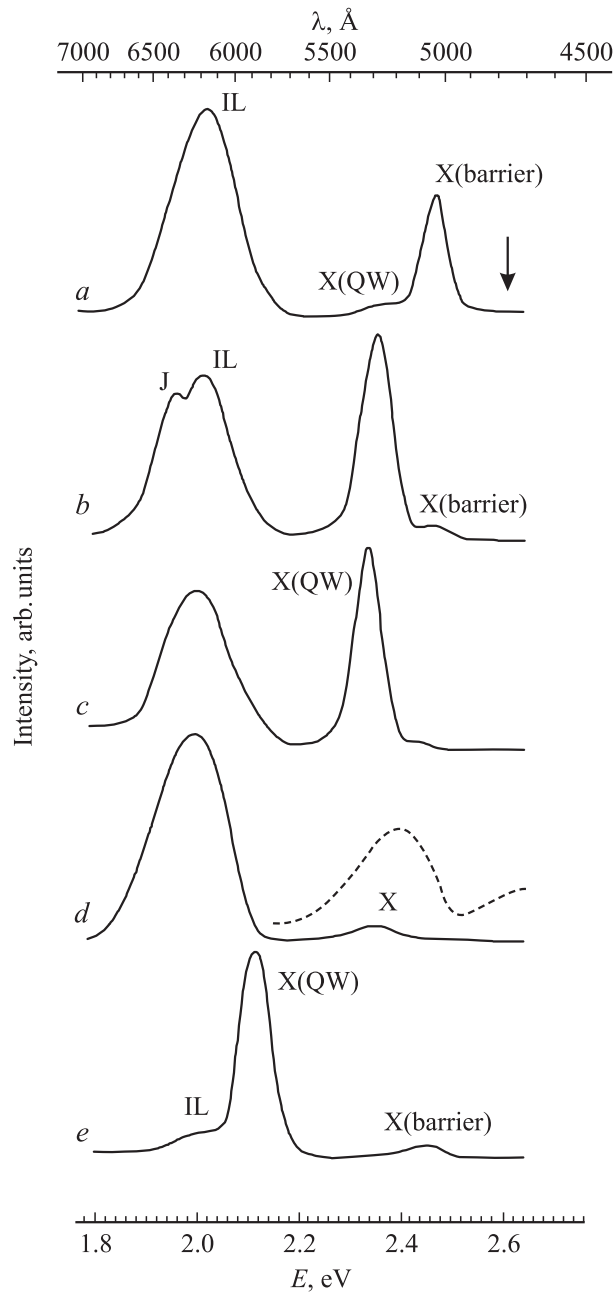 λ, Å
7000 6500 6000 5500 5000 4500
IL
X(barrier)
X(QW)
a
J
IL
X(barrier)
b
X(QW)
c
X
d
X(QW)
IL
X(barrier)
e
Intensity, arb. units
1.8 2.0 2.2 2.4 2.6
E, eV